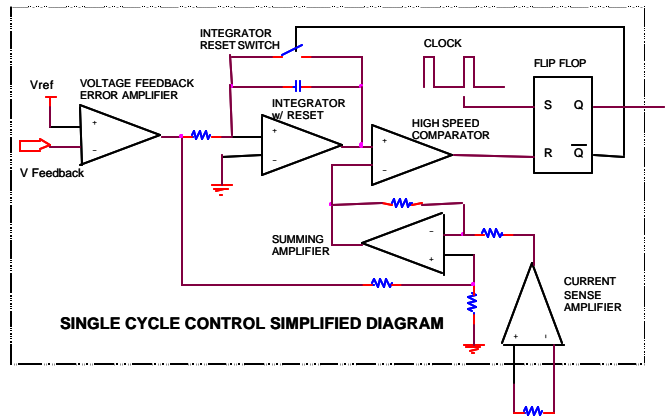 INTEGRATOR
RESET SWITCH
CLOCK
FLIP FLOP
Vref
VOLTAGE FEEDBACK
ERROR AMPLIFIER
+
−
V Feedback
INTEGRATOR
w/ RESET
+
−
HIGH SPEED
COMPARATOR
+
−
S Q
R Q
SUMMING
AMPLIFIER
−
+
CURRENT
SENSE
AMPLIFIER
+ −
SINGLE CYCLE CONTROL SIMPLIFIED DIAGRAM